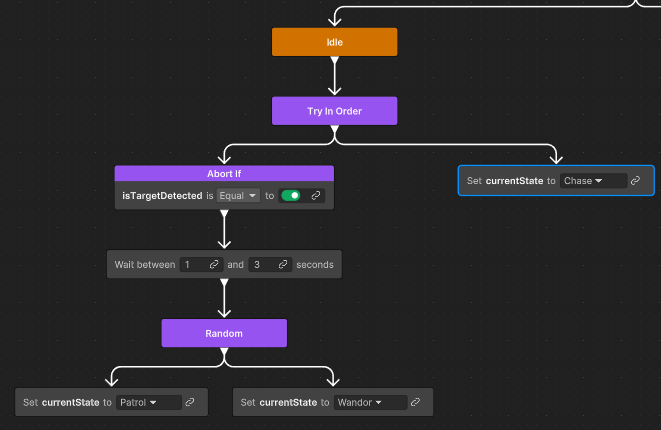 Idle
Try In Order
Abort If
isTargetDetected is Equal to
Set currentState to Chase
Wait between 1 and 3 seconds
Random
Set currentState to Patrol
Set currentState to Wandor